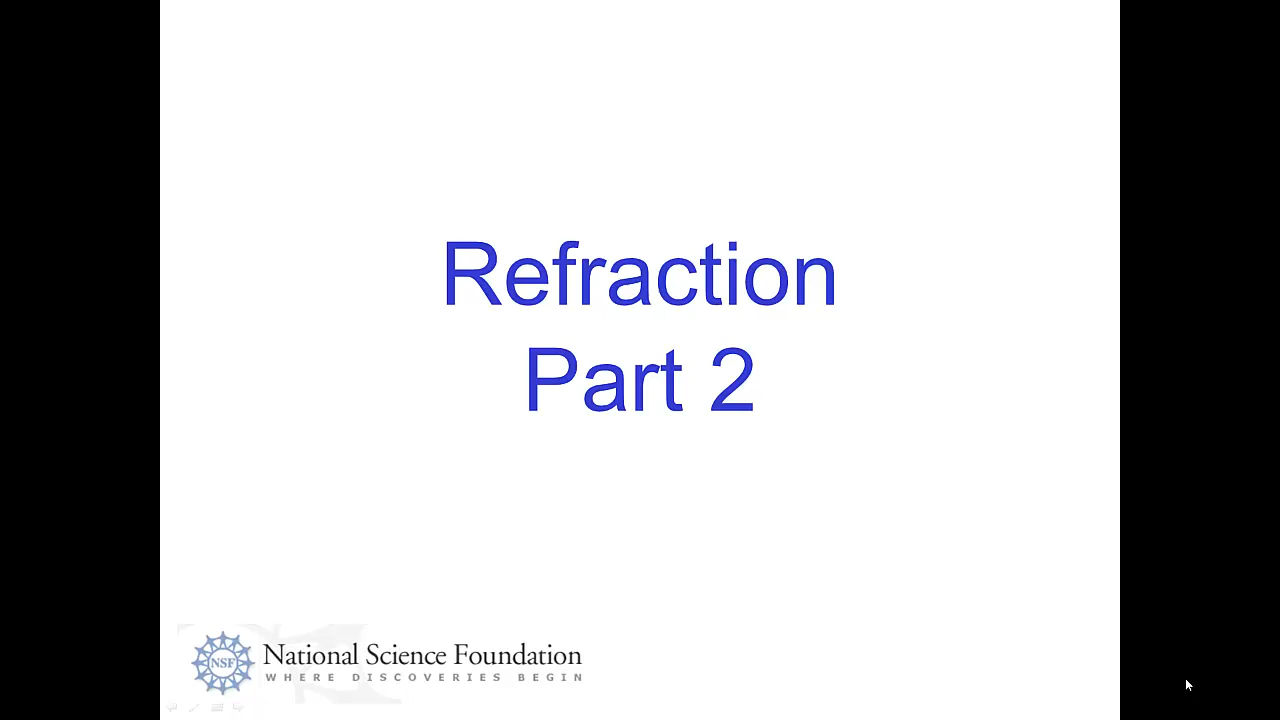 Refraction
Part 2
NSF
National Science Foundation
WHERE DISCOVERIES BEGIN